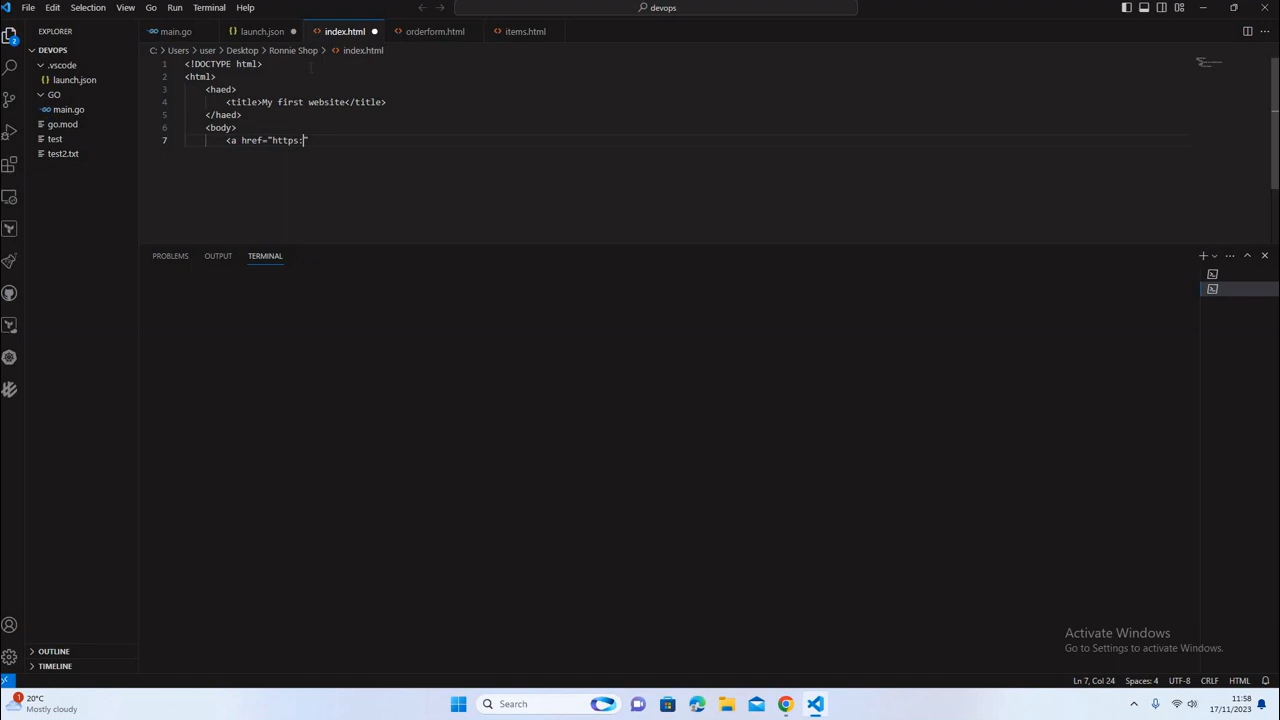 File Edit Selection View Go Run Terminal Help
devops
EXPLORER
main.go
launch.json
index.html
orderform.html
items.html
DEVOPS
C: > Users > user > Desktop > Ronnie Shop > index.html
.vscode
launch.json
GO
main.go
go.mod
test
test2.txt
1 <!DOCTYPE html>
2 <html>
3 <haed>
4 <title>My first website</title>
5 </haed>
6 <body>
7 <a href="https:"
PROBLEMS OUTPUT TERMINAL
2
Activate Windows
Go to Settings to activate Windows.
OUTLINE
TIMELINE
Ln 7, Col 24 Spaces: 4 UTF-8 CRLF HTML
1
20°C
Mostly cloudy
Search
11:58
17/11/2023